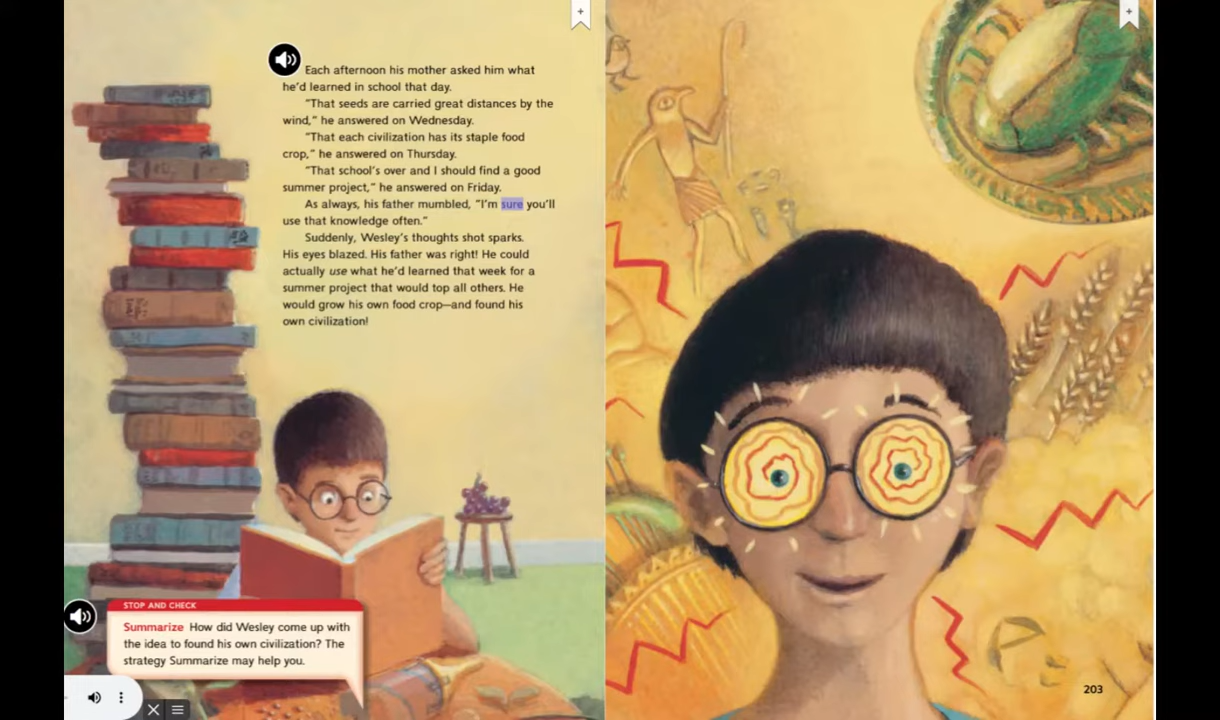 Each afternoon his mother asked him what
he'd learned in school that day.
"That seeds are carried great distances by the
wind," he answered on Wednesday.
"That each civilization has its staple food
crop," he answered on Thursday.
"That school's over and I should find a good
summer project," he answered on Friday.
As always, his father mumbled, "I'm sure you'll
use that knowledge often."
Suddenly, Wesley's thoughts shot sparks.
His eyes blazed. His father was right! He could
actually use what he'd learned that week for a
summer project that would top all others. He
would grow his own food crop—and found his
own civilization!
STOP AND CHECK
Summarize How did Wesley come up with
the idea to found his own civilization? The
strategy Summarize may help you.
203